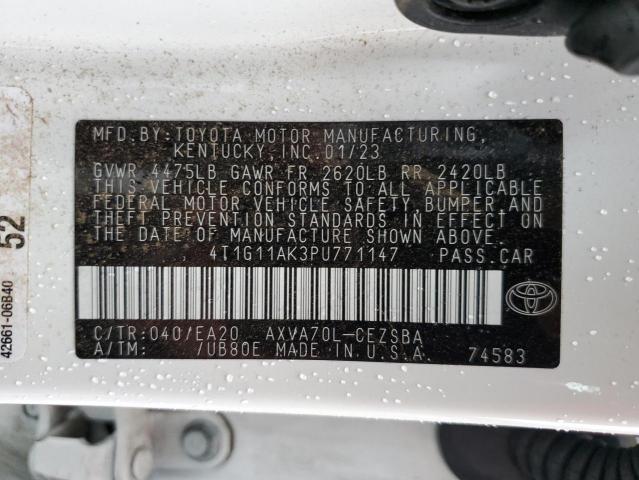 MFD. BY: TOYOTA MOTOR MANUFACTURING,
KENTUCKY, INC. 01/23
GVWR 4475LB GAWR FR 2620LB RR 2420LB
THIS VEHICLE CONFORMS TO ALL APPLICABLE
FEDERAL MOTOR VEHICLE SAFETY, BUMPER AND
THEFT PREVENTION STANDARDS IN EFFECT ON
THE DATE OF MANUFACTURE SHOWN ABOVE.
4T1G11AK3PU771147 PASS.CAR
C/TR:040/EA20 AXVA70L-CEZSBA
A/TM: /UB80E MADE IN U.S.A. 74583
42661-06B40
52